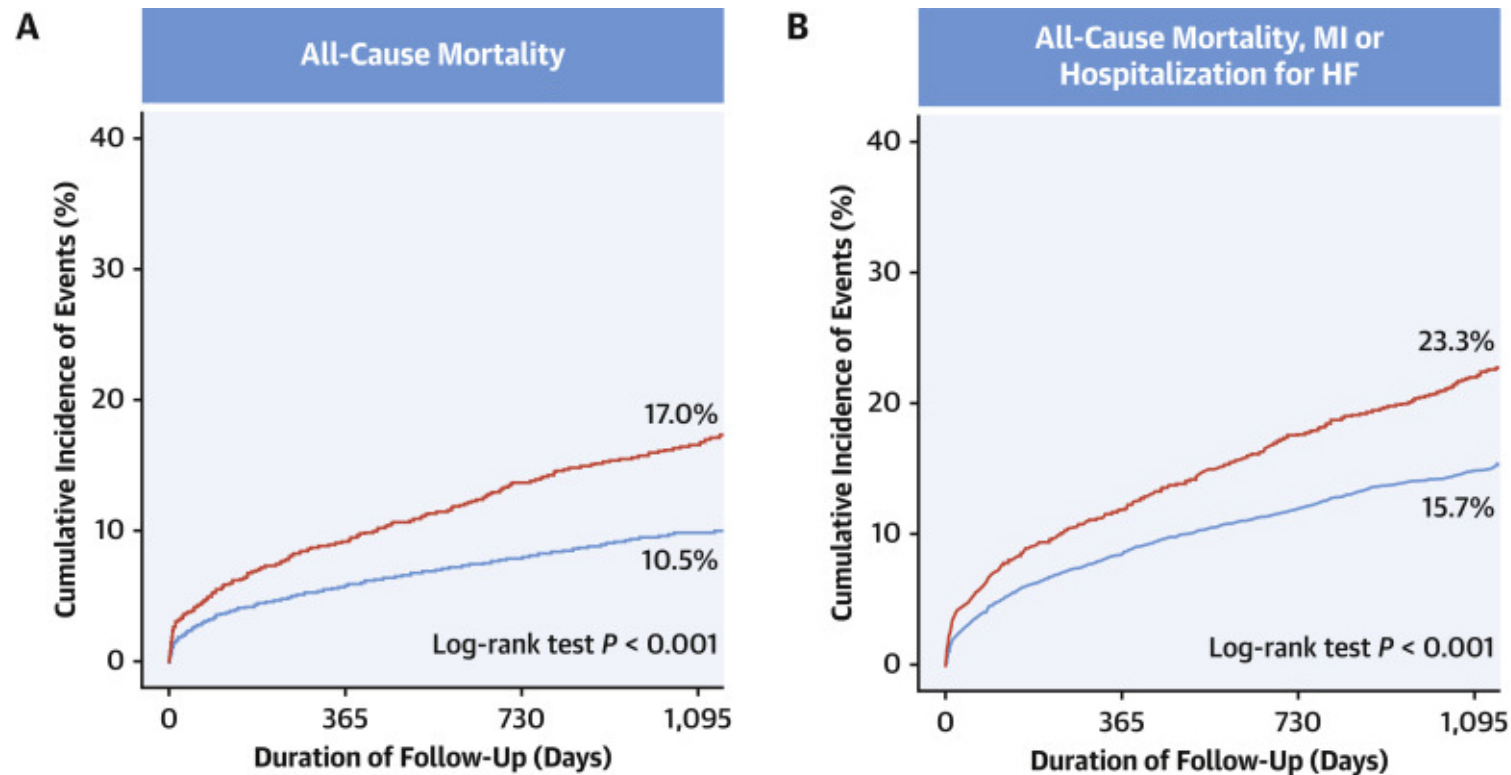 A
All-Cause Mortality
Cumulative Incidence of Events (%)
40
30
20
10
0
17.0%
10.5%
Log-rank test P < 0.001
0 365 730 1,095
Duration of Follow-Up (Days)
B
All-Cause Mortality, MI or
Hospitalization for HF
Cumulative Incidence of Events (%)
40
30
20
10
0
23.3%
15.7%
Log-rank test P < 0.001
0 365 730 1,095
Duration of Follow-Up (Days)